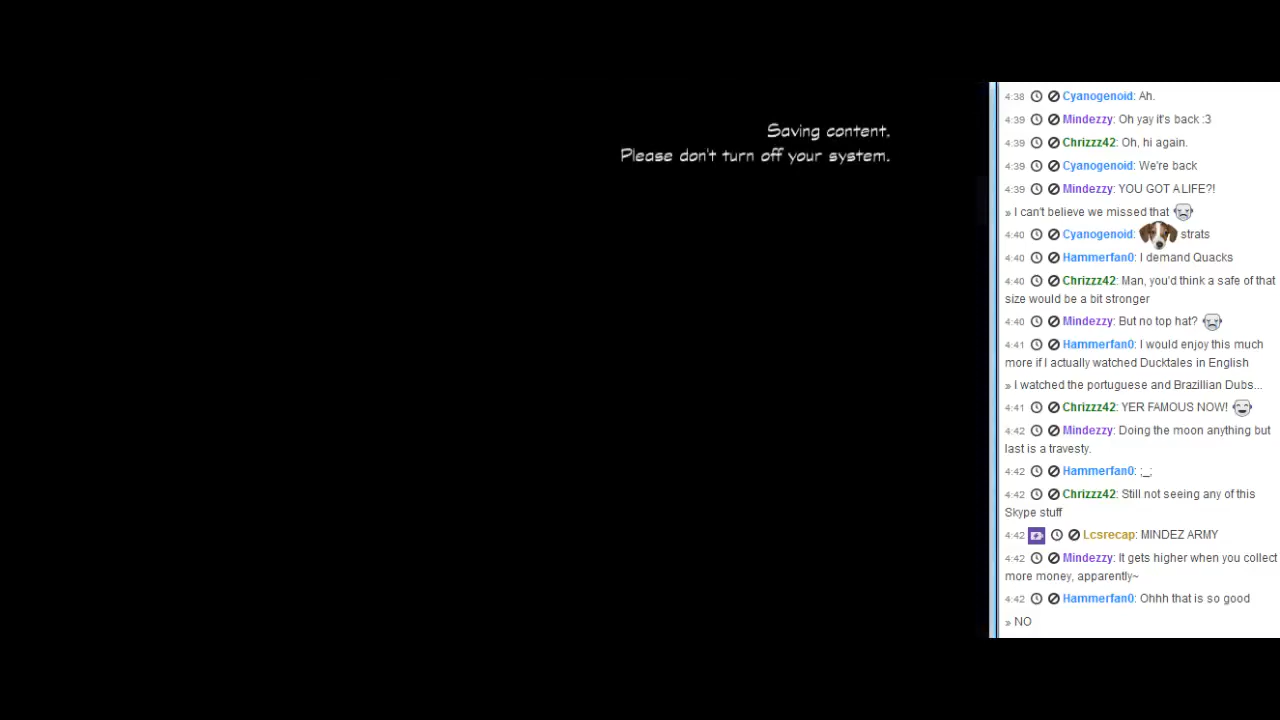 Saving content.
Please don't turn off your system.
4:38 Cyanogenoid: Ah.
4:39 Mindezzy: Oh yay it's back :3
4:39 Chrizzz42: Oh, hi again.
4:39 Cyanogenoid: We're back
4:39 Mindezzy: YOU GOT A LIFE?!
» I can't believe we missed that
4:40 Cyanogenoid: strats
4:40 Hammerfan0: I demand Quacks
4:40 Chrizzz42: Man, you'd think a safe of that
size would be a bit stronger
4:40 Mindezzy: But no top hat?
4:41 Hammerfan0: I would enjoy this much
more if I actually watched Ducktales in English
» I watched the portuguese and Brazillian Dubs...
4:41 Chrizzz42: YER FAMOUS NOW!
4:42 Mindezzy: Doing the moon anything but
last is a travesty.
4:42 Hammerfan0: ;_;
4:42 Chrizzz42: Still not seeing any of this
Skype stuff
4:42 Lcsrecap: MINDEZ ARMY
4:42 Mindezzy: It gets higher when you collect
more money, apparently~
4:42 Hammerfan0: Ohhh that is so good
» NO